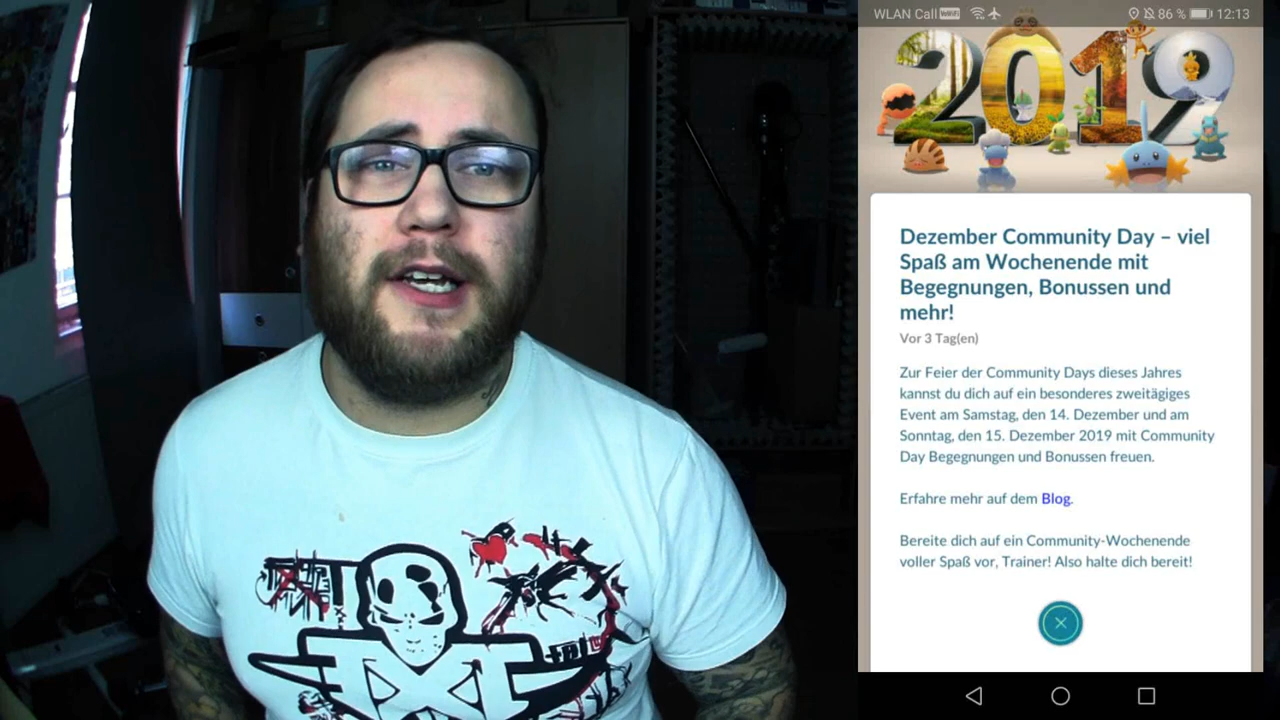 WLAN Call WiFi
86 % 12:13
2019
Dezember Community Day – viel
Spaß am Wochenende mit
Begegnungen, Bonussen und
mehr!
Vor 3 Tag(en)
Zur Feier der Community Days dieses Jahres
kannst du dich auf ein besonderes zweitägiges
Event am Samstag, den 14. Dezember und am
Sonntag, den 15. Dezember 2019 mit Community
Day Begegnungen und Bonussen freuen.
Erfahre mehr auf dem Blog.
Bereite dich auf ein Community-Wochenende
voller Spaß vor, Trainer! Also halte dich bereit!